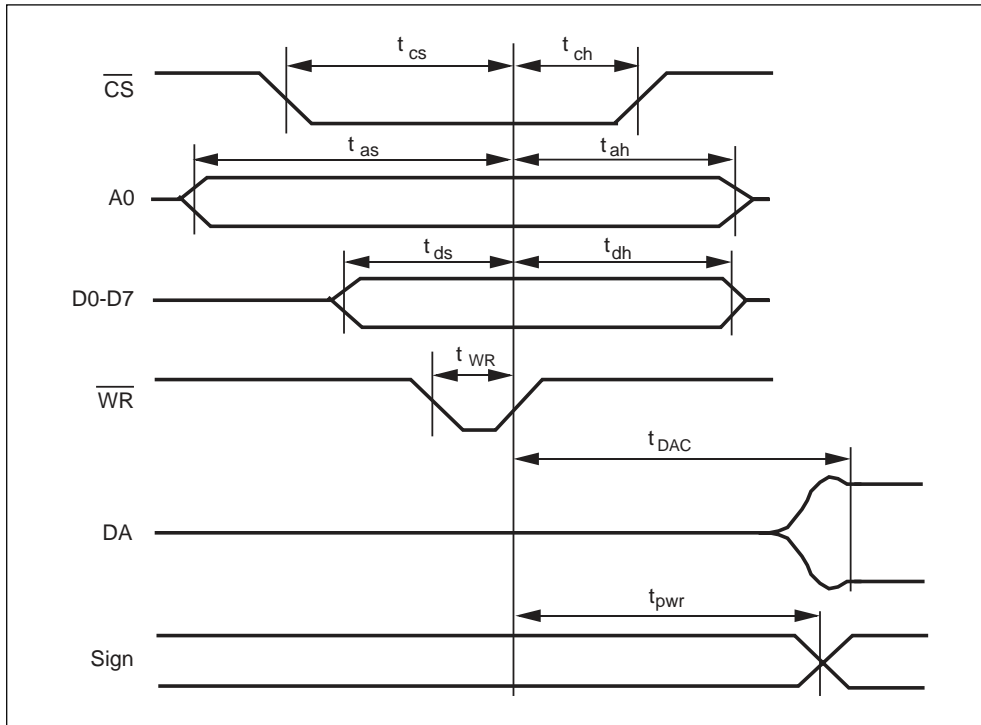 t cs
t ch
CS
t as
t ah
A0
t ds
t dh
D0-D7
t WR
WR
t DAC
DA
t pwr
Sign